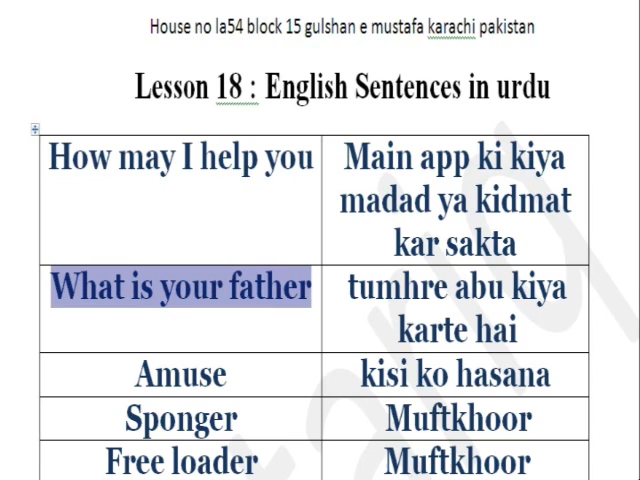 House no la54 block 15 gulshan e mustafa karachi pakistan
Lesson 18 : English Sentences in urdu
How may I help you
Main app ki kiya
madad ya kidmat
kar sakta
What is your father
tumhre abu kiya
karte hai
Amuse
kisi ko hasana
Sponger
Muftkhoor
Free loader
Muftkhoor